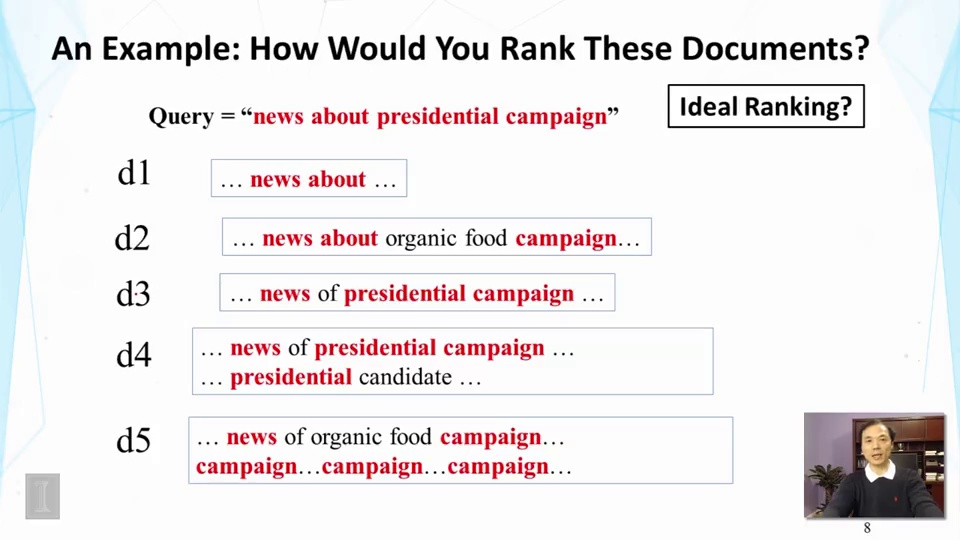 An Example: How Would You Rank These Documents?
Query = “news about presidential campaign”
Ideal Ranking?
d1
… news about …
d2
… news about organic food campaign…
d3
… news of presidential campaign …
d4
… news of presidential campaign …
… presidential candidate …
d5
… news of organic food campaign…
campaign…campaign…campaign…
I
8